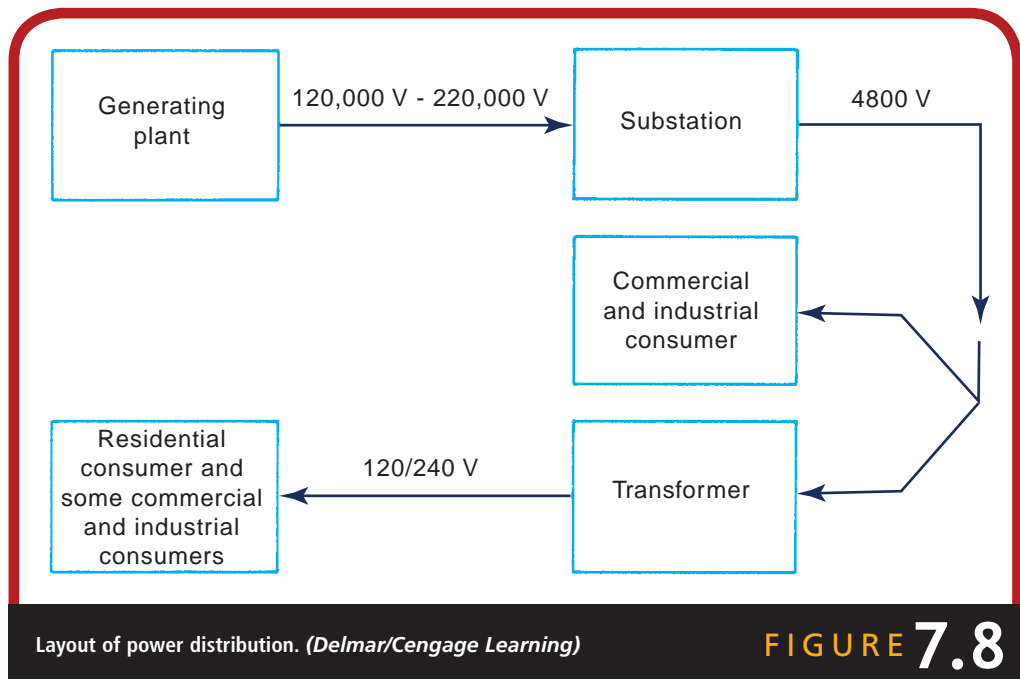 Generating
plant
120,000 V - 220,000 V
Substation
4800 V
Commercial
and industrial
consumer
Residential
consumer and
some commercial
and industrial
consumers
120/240 V
Transformer
Layout of power distribution. (Delmar/Cengage Learning)
FIGURE 7.8